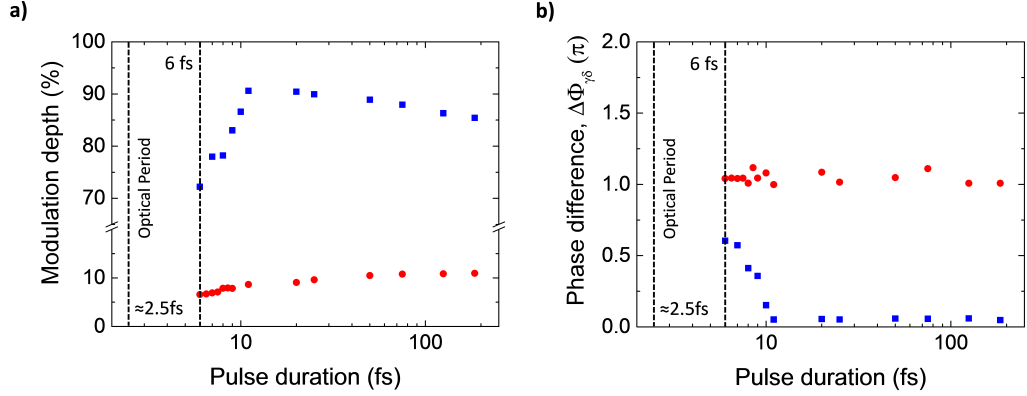 a)
100
90
80
70
10
0
Modulation depth (%)
6 fs
Optical Period
≈2.5fs
10
100
Pulse duration (fs)
b)
2.0
1.5
1.0
0.5
0.0
Phase difference, ΔΦγδ (π)
6 fs
Optical Period
≈2.5fs
10
100
Pulse duration (fs)